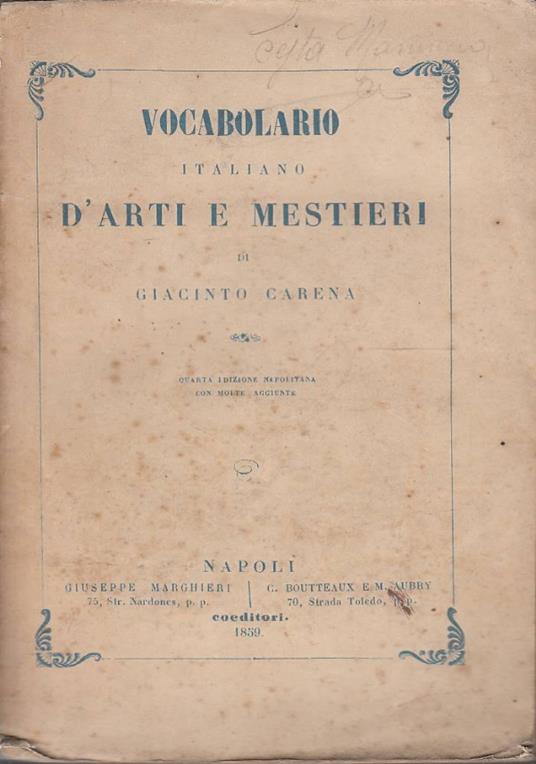 VOCABOLARIO
ITALIANO
D'ARTI E MESTIERI
DI
GIACINTO CARENA
QUARTA EDIZIONE NAPOLITANA
CON MOLTE AGGIUNTE
NAPOLI
GIUSEPPE MARGHIERI
75, Str. Nardones, p. p.
C. BOUTTEAUX E M. AUBRY
70, Strada Toledo, p. p.
coeditori.
1859.